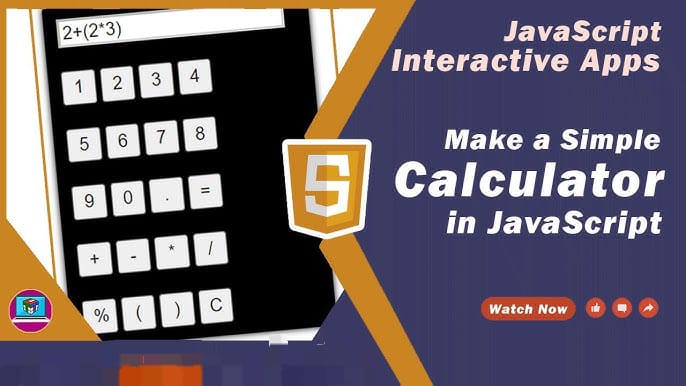 2+(2*3)
1 2 3 4
5 6 7 8
9 0 . =
+ - * /
% ( ) C
JavaScript
Interactive Apps
Make a Simple
Calculator
in JavaScript
Watch Now